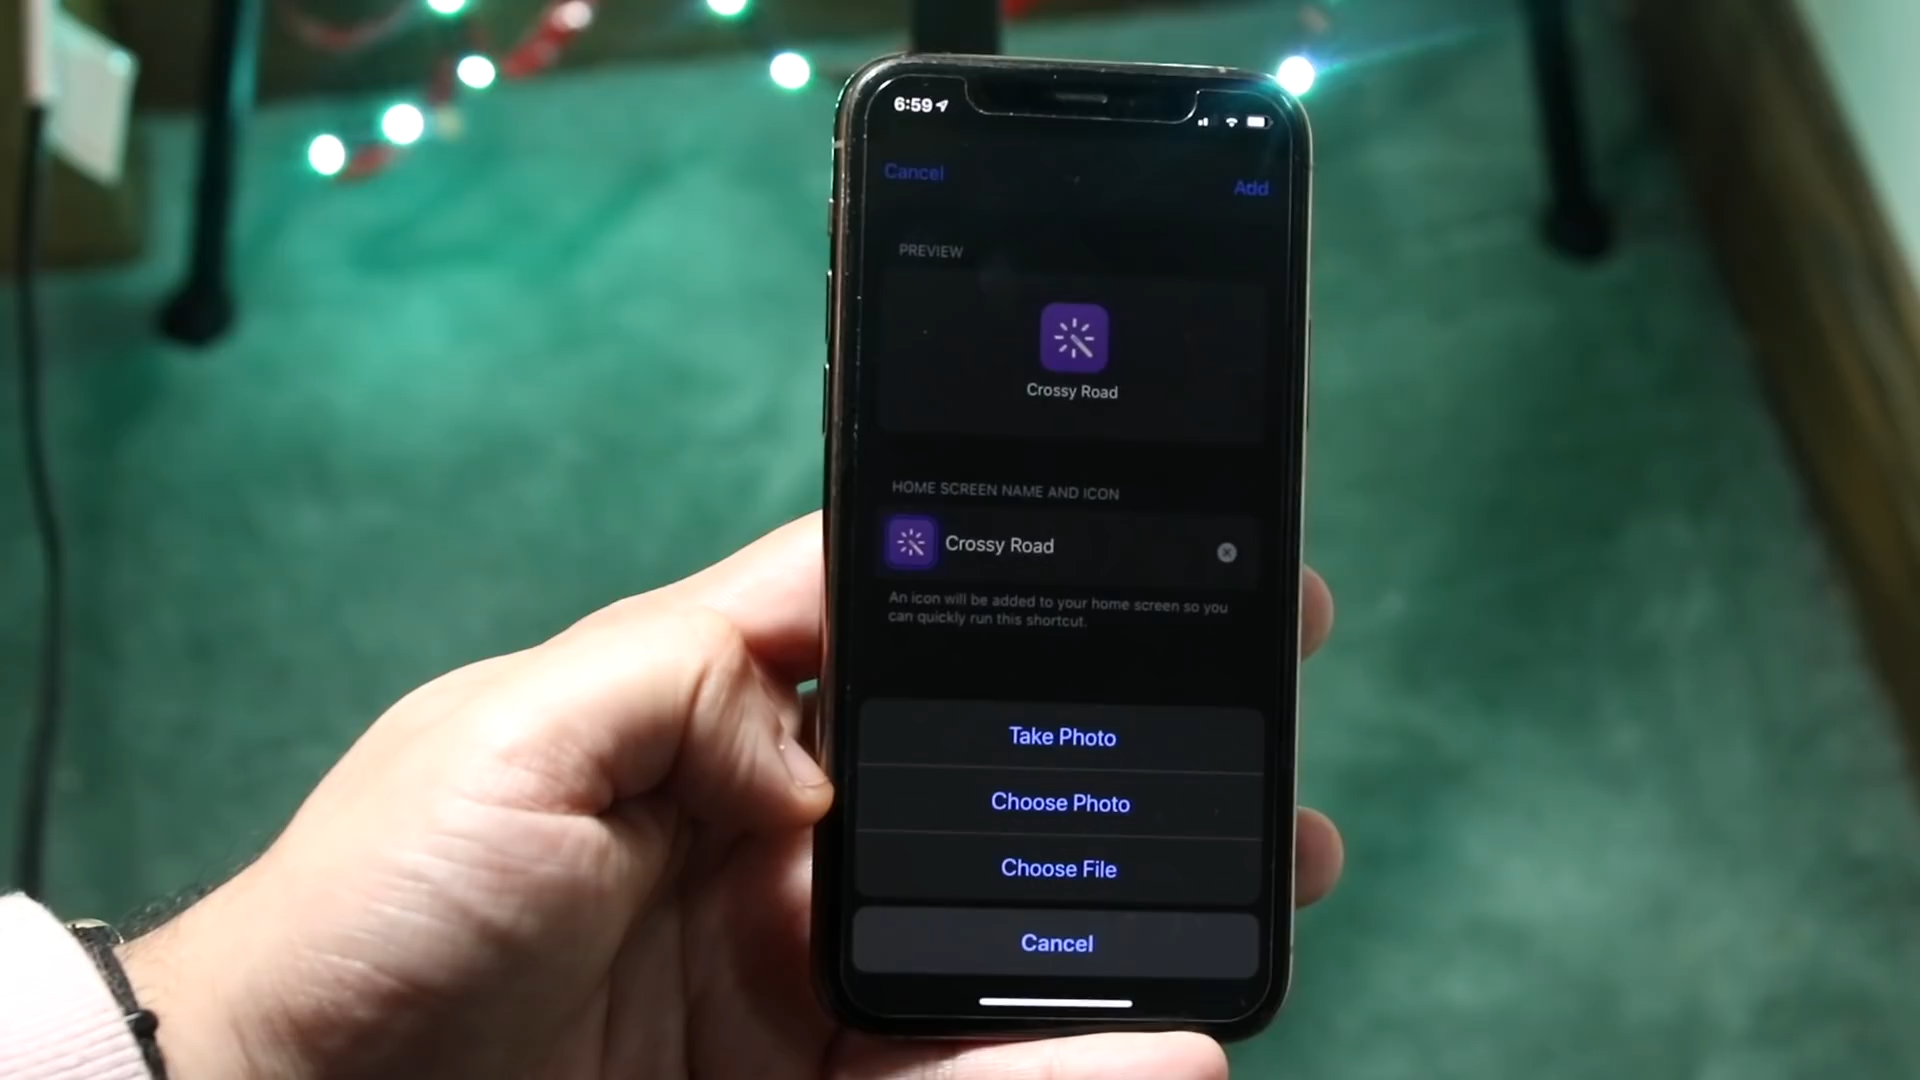 6:59
Cancel
Add
PREVIEW
Crossy Road
HOME SCREEN NAME AND ICON
Crossy Road
An icon will be added to your home screen so you
can quickly run this shortcut.
Take Photo
Choose Photo
Choose File
Cancel